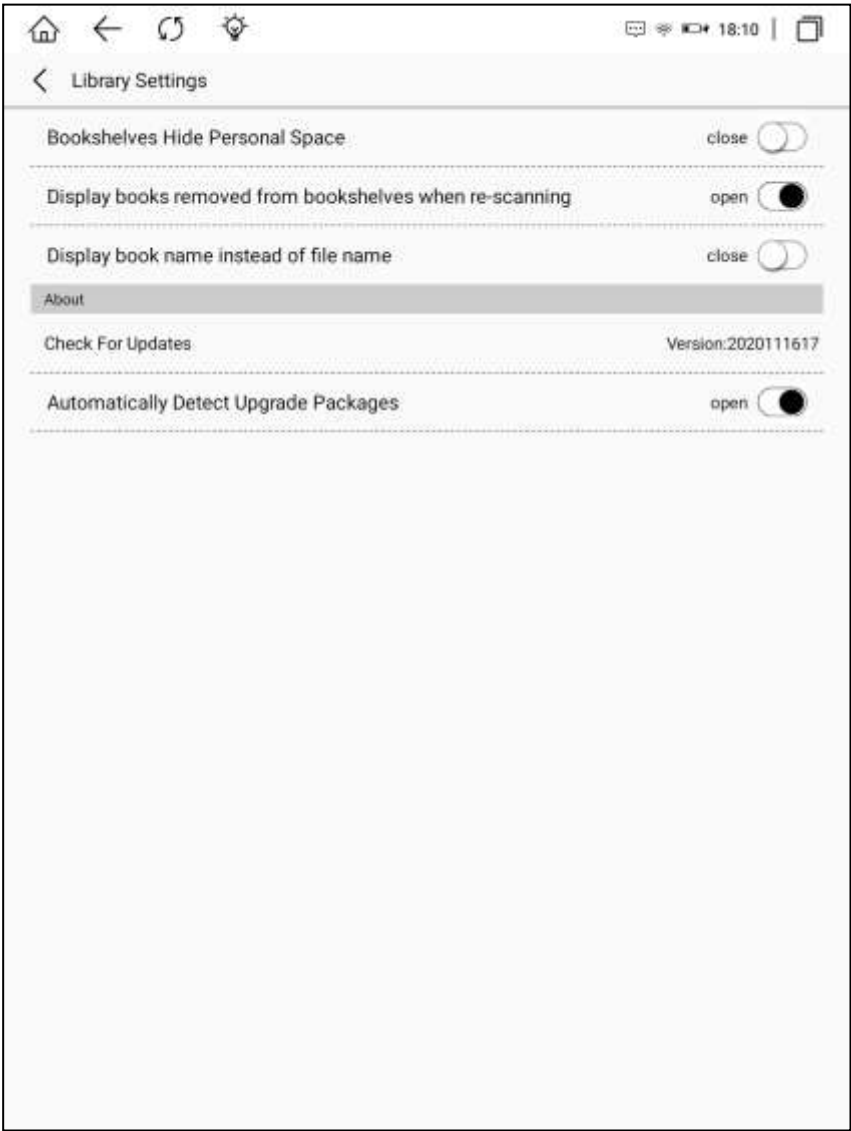 18:10
Library Settings
Bookshelves Hide Personal Space close
Display books removed from bookshelves when re-scanning open
Display book name instead of file name close
About
Check For Updates Version:2020111617
Automatically Detect Upgrade Packages open